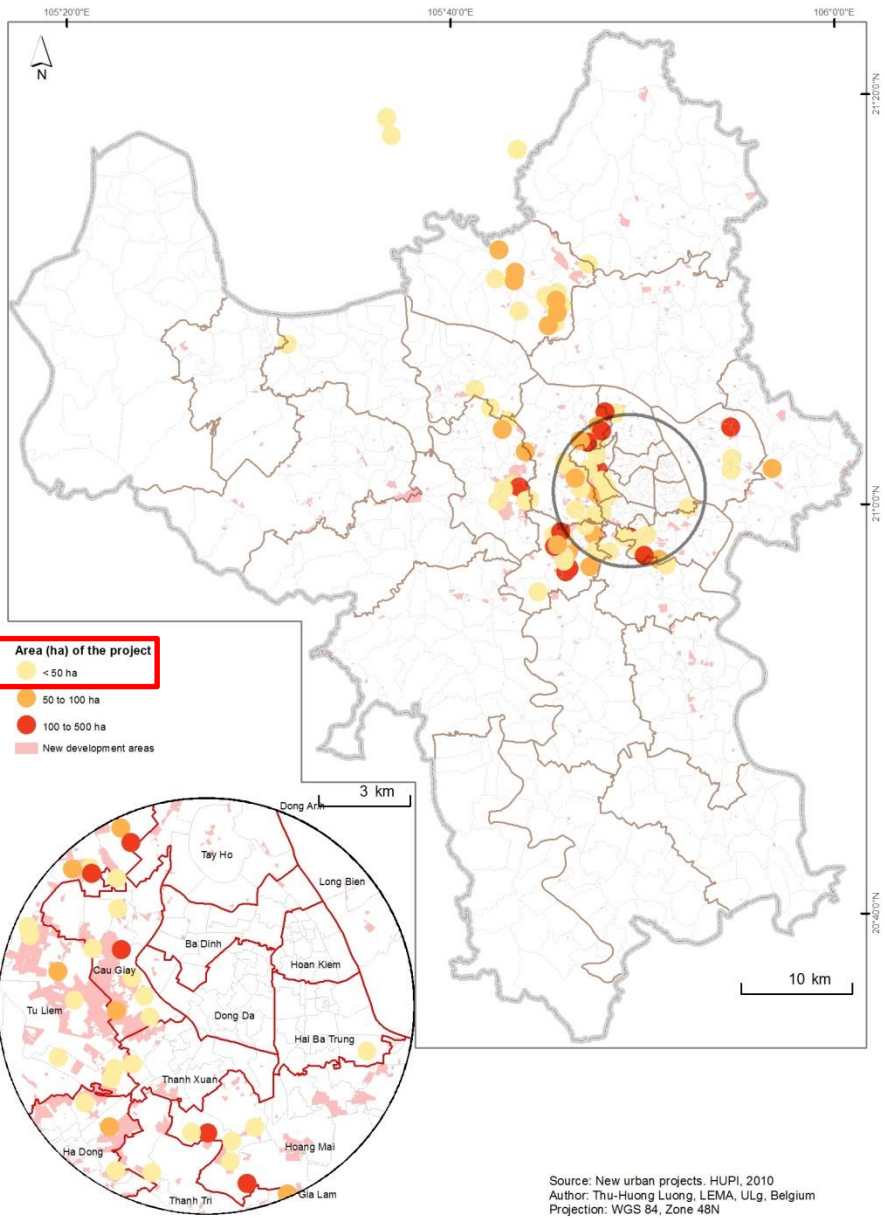 105°20'0"E
105°40'0"E
106°0'0"E
N
21°20'0"N
21°0'0"N
20°40'0"N
Area (ha) of the project
< 50 ha
50 to 100 ha
100 to 500 ha
New development areas
3 km
10 km
Dong Anh
Tay Ho
Long Bien
Ba Dinh
Hoan Kiem
Cau Giay
Tu Liem
Dong Da
Hai Ba Trung
Thanh Xuan
Ha Dong
Hoang Mai
Thanh Tri
Gia Lam
Source: New urban projects. HUPI, 2010
Author: Thu-Huong Luong, LEMA, ULg, Belgium
Projection: WGS 84, Zone 48N